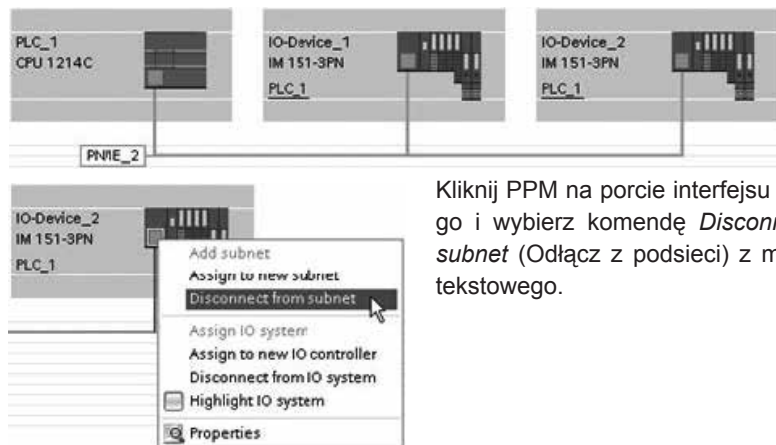 PLC_1
CPU 1214C
IO-Device_1
IM 151-3PN
PLC_1
IO-Device_2
IM 151-3PN
PLC_1
PN/IE_2
IO-Device_2
IM 151-3PN
PLC_1
Add subnet
Assign to new subnet
Disconnect from subnet
Assign IO system
Assign to new IO controller
Disconnect from IO system
Highlight IO system
Properties
Kliknij PPM na porcie interfejsu
go i wybierz komendę
subnet (Odłącz z podsieci) z
tekstowego.